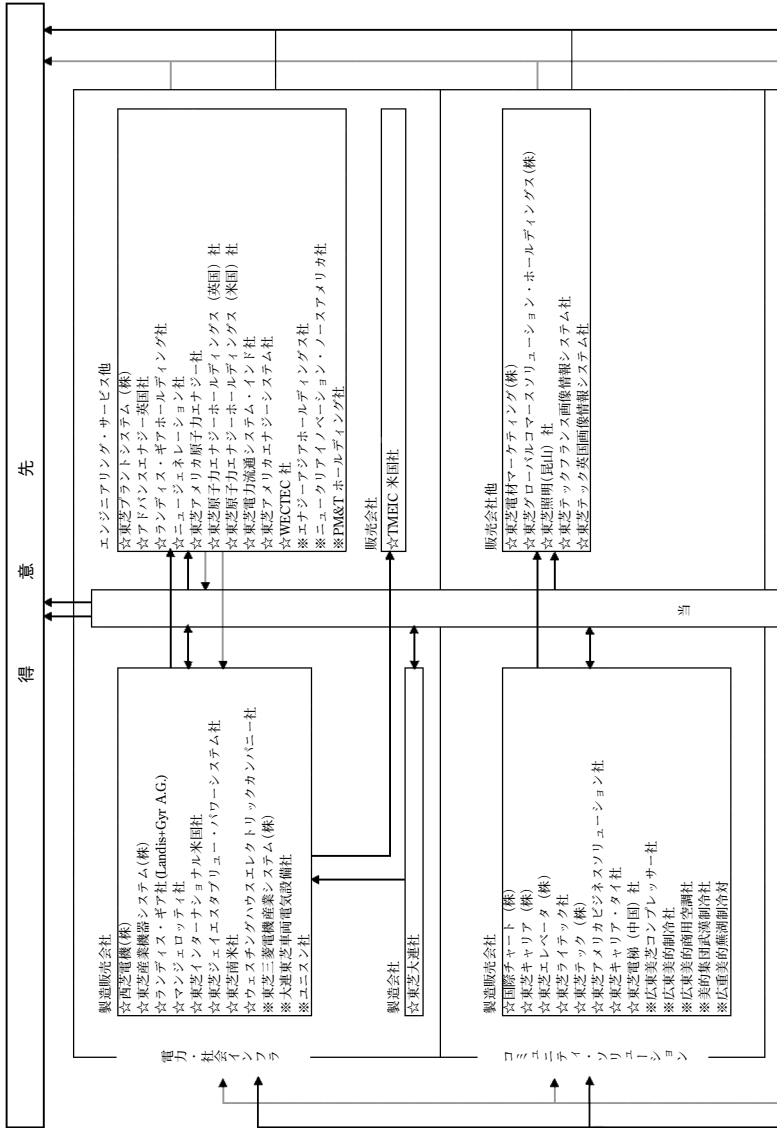 得意先
電力・社会インフラ
製造販売会社
☆西芝電機(株)
☆東芝産業機器システム(株)
☆ランディス・ギア社(Landis+Gyr A.G.)
☆マンジェロッティ社
☆東芝インターナショナル米国社
☆東芝ジェイエスタブリュー・パワーシステム社
☆東芝南米社
☆ウェスチングハウスエレクトリックカンパニー社
※東芝三菱電機産業システム(株)
※大連東芝車両電気設備社
※ユニスン社
製造会社
☆東芝大連社
エンジニアリング・サービス他
☆東芝プラントシステム (株)
☆アドバンスエナジー英国社
☆ランディス・ギアホールディング社
☆ニュージェネレーション社
☆東芝アメリカ原子力エナジー社
☆東芝原子力エナジーホールディングス (英国) 社
☆東芝原子力エナジーホールディングス (米国) 社
☆東芝電力流通システム・インド社
☆東芝アメリカエナジーシステム社
☆WECTEC 社
※エナジーアジアホールディングス社
※ニュークリアイノベーション・ノースアメリカ社
※PM&T ホールディング社
販売会社
☆TMEIC 米国社
当
コミュニティ・ソリューション
製造販売会社
☆国際チャート (株)
☆東芝キャリア (株)
☆東芝エレベータ (株)
☆東芝ライテック社
☆東芝テック (株)
☆東芝アメリカビジネスソリューション社
☆東芝キャリア・タイ社
☆東芝電梯 (中国) 社
※広東美芝コンプレッサー社
※広東美的制冷社
※広東美的商用空調社
※美的集団武漢制冷社
※広重美的蕪湖制冷対
販売会社他
☆東芝電材マーケティング(株)
☆東芝グローバルコマースソリューション・ホールディングス(株)
☆東芝照明(昆山) 社
☆東芝テックフランス画像情報システム社
☆東芝テック英国画像情報システム社